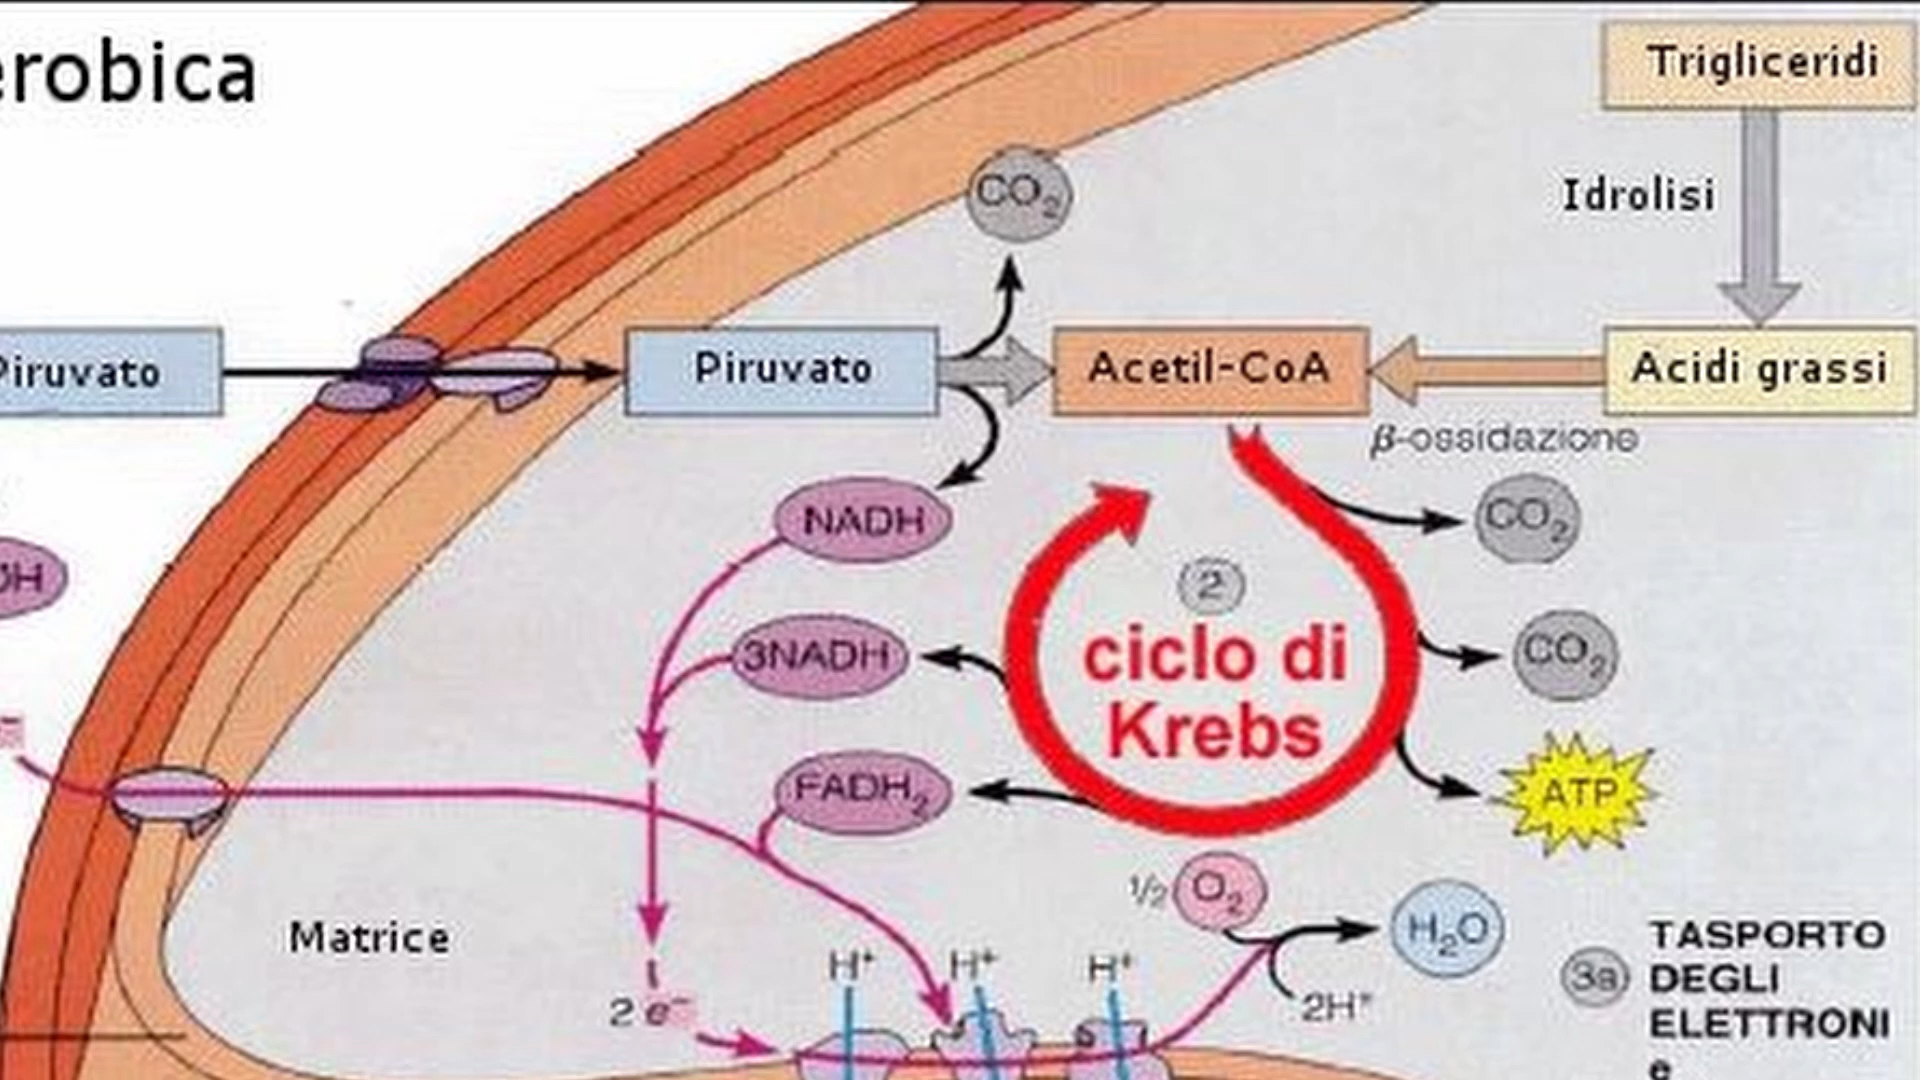 erobica
Trigliceridi
CO₂
Idrolisi
Piruvato
Piruvato
Acetil-CoA
Acidi grassi
β-ossidazione
NADH
CO₂
DH
2
3NADH
ciclo di
Krebs
CO₂
FADH₂
ATP
½ O₂
H₂O
Matrice
H⁺
H⁺
H⁺
2 e⁻
2H⁺
3a
TASPORTO
DEGLI
ELETTRONI
e